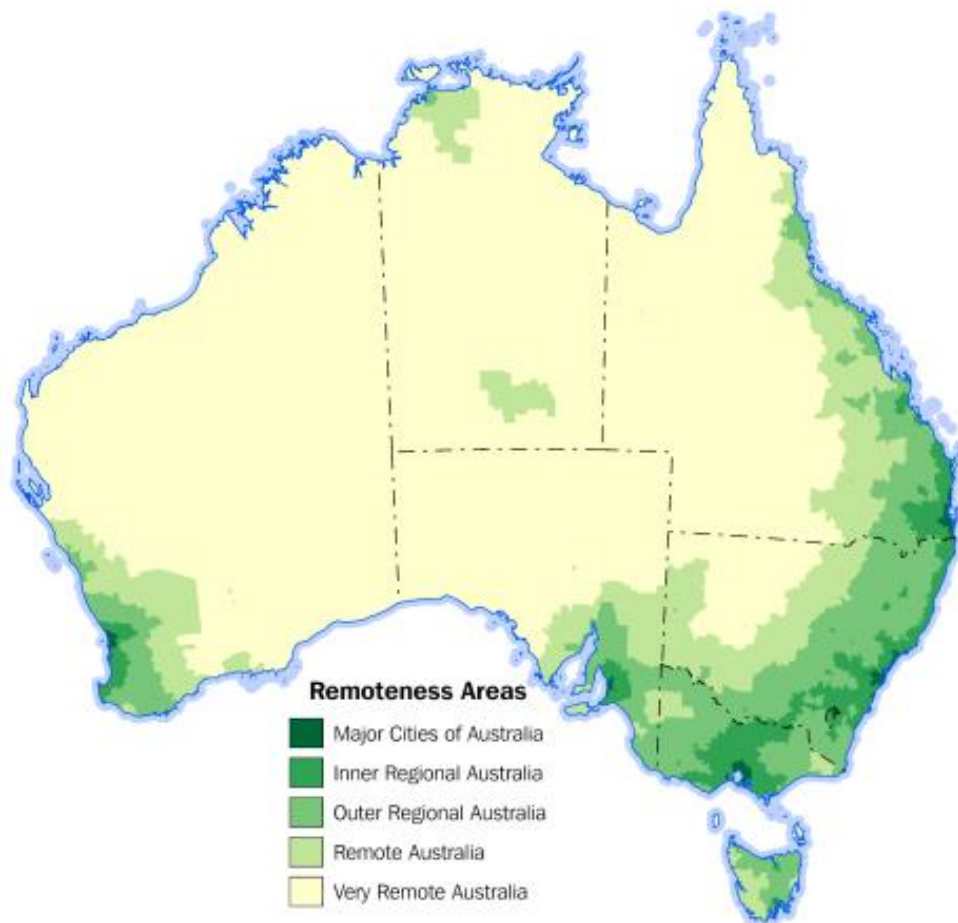 Remoteness Areas
Major Cities of Australia
Inner Regional Australia
Outer Regional Australia
Remote Australia
Very Remote Australia